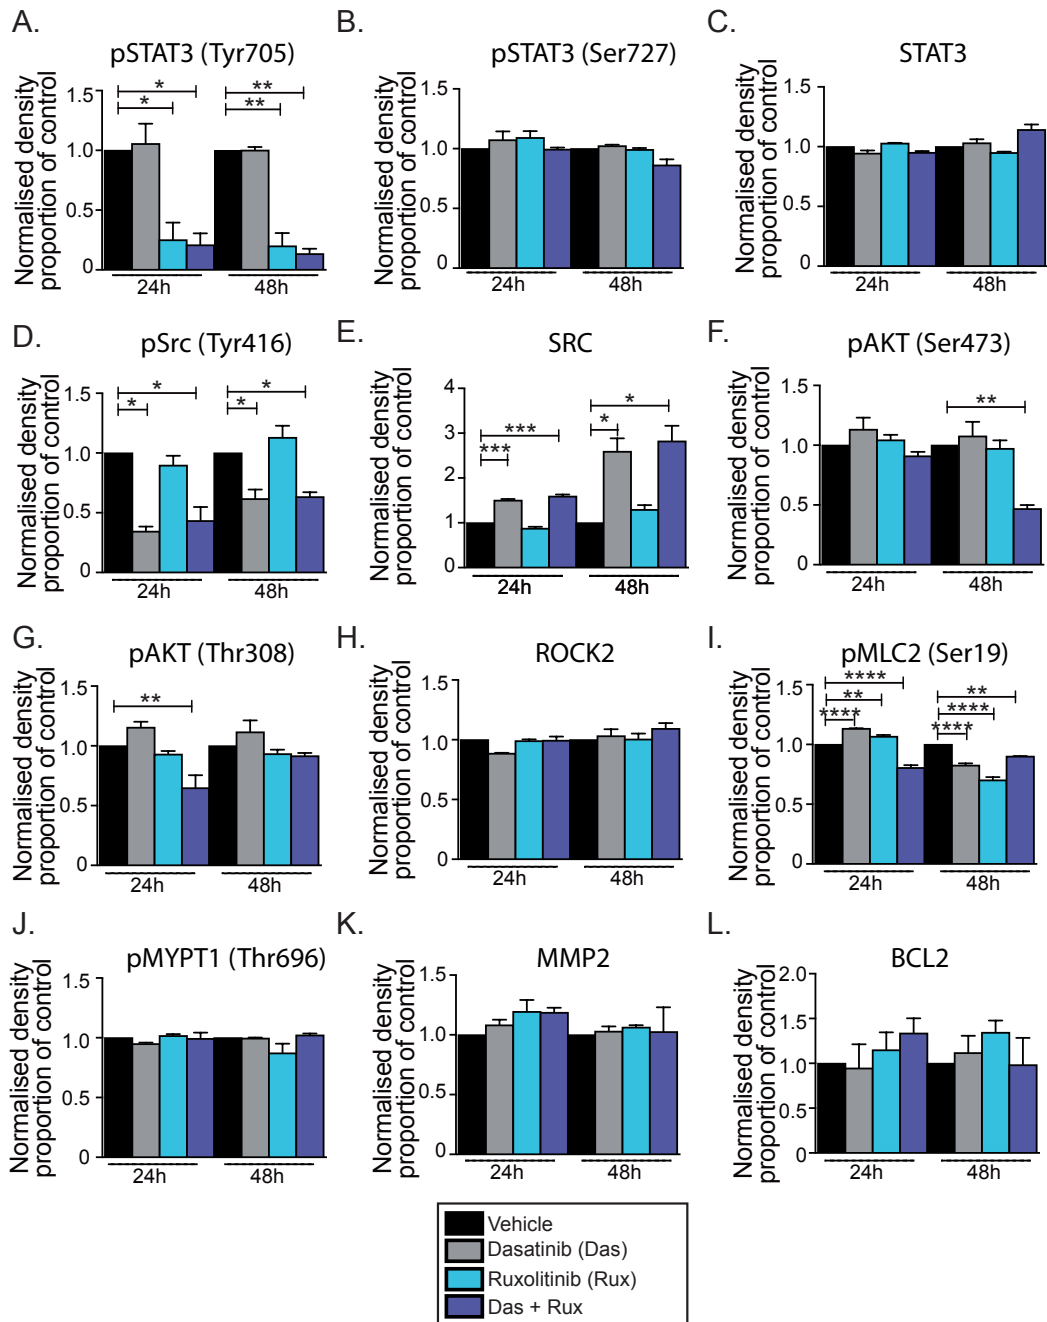 A.
pSTAT3 (Tyr705)
Normalised density
proportion of control
1.5
1.0
0.5
0
*
*
**
**
24h
48h
B.
pSTAT3 (Ser727)
Normalised density
proportion of control
1.5
1.0
0.5
0
24h
48h
C.
STAT3
Normalised density
proportion of control
1.5
1.0
0.5
0
24h
48h
D.
pSrc (Tyr416)
Normalised density
proportion of control
1.5
1.0
0.5
0
*
*
*
*
24h
48h
E.
SRC
Normalised density
proportion of control
4
3
2
1
0
***
***
*
*
24h
48h
F.
pAKT (Ser473)
Normalised density
proportion of control
1.5
1.0
0.5
0
**
24h
48h
G.
pAKT (Thr308)
Normalised density
proportion of control
1.5
1.0
0.5
0
**
24h
48h
H.
ROCK2
Normalised density
proportion of control
1.5
1.0
0.5
0
24h
48h
I.
pMLC2 (Ser19)
Normalised density
proportion of control
1.5
1.0
0.5
0
****
**
****
**
****
****
24h
48h
J.
pMYPT1 (Thr696)
Normalised density
proportion of control
1.5
1.0
0.5
0
24h
48h
K.
MMP2
Normalised density
proportion of control
1.5
1.0
0.5
0
24h
48h
L.
BCL2
Normalised density
proportion of control
2.0
1.5
1.0
0.5
0
24h
48h
Vehicle
Dasatinib (Das)
Ruxolitinib (Rux)
Das + Rux